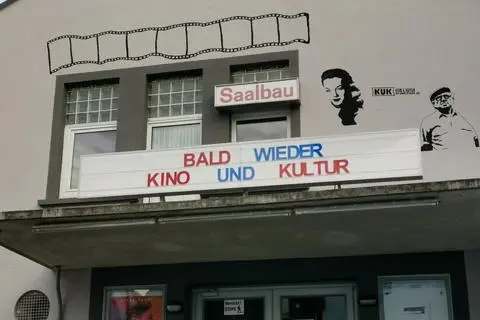 Saalbau
KUK
BALD WIEDER
KINO UND KULTUR